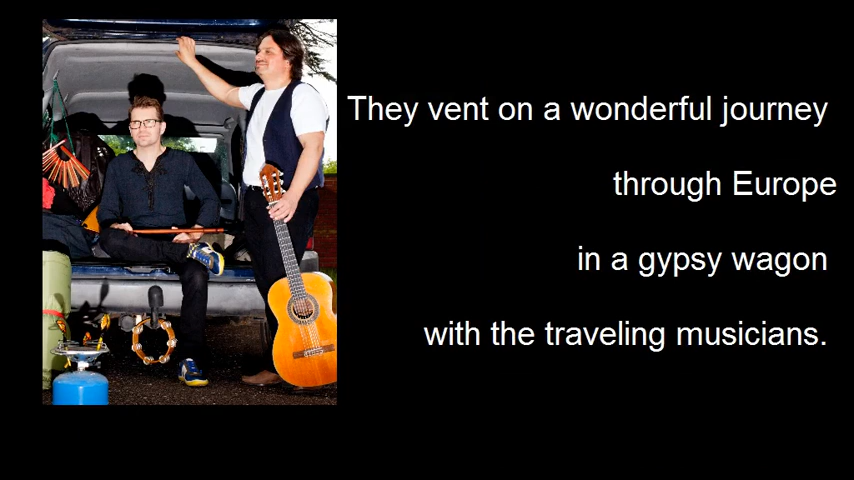 They vent on a wonderful journey
through Europe
in a gypsy wagon
with the traveling musicians.